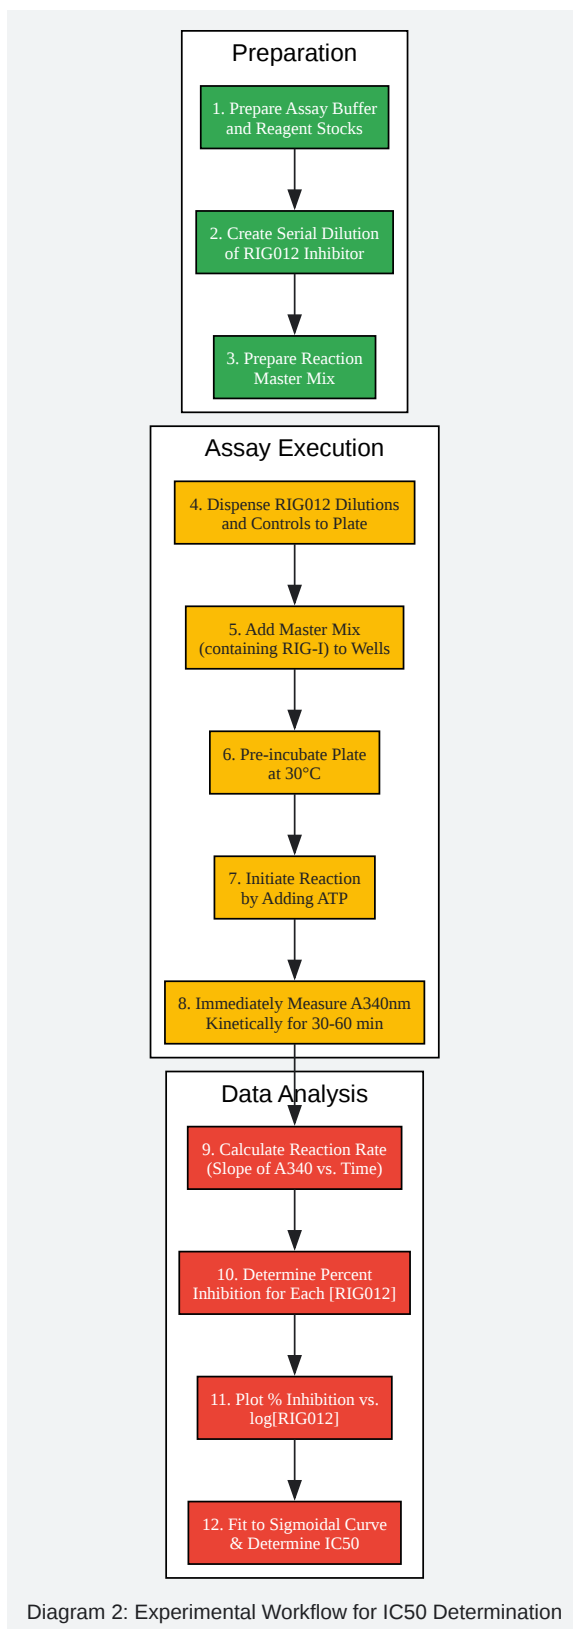 Preparation
1. Prepare Assay Buffer
and Reagent Stocks
2. Create Serial Dilution
of RIG012 Inhibitor
3. Prepare Reaction
Master Mix
Assay Execution
4. Dispense RIG012 Dilutions
and Controls to Plate
5. Add Master Mix
(containing RIG-I) to Wells
6. Pre-incubate Plate
at 30°C
7. Initiate Reaction
by Adding ATP
8. Immediately Measure A340nm
Kinetically for 30-60 min
Data Analysis
9. Calculate Reaction Rate
(Slope of A340 vs. Time)
10. Determine Percent
Inhibition for Each [RIG012]
11. Plot % Inhibition vs.
log[RIG012]
12. Fit to Sigmoidal Curve
& Determine IC50
Diagram 2: Experimental Workflow for IC50 Determination